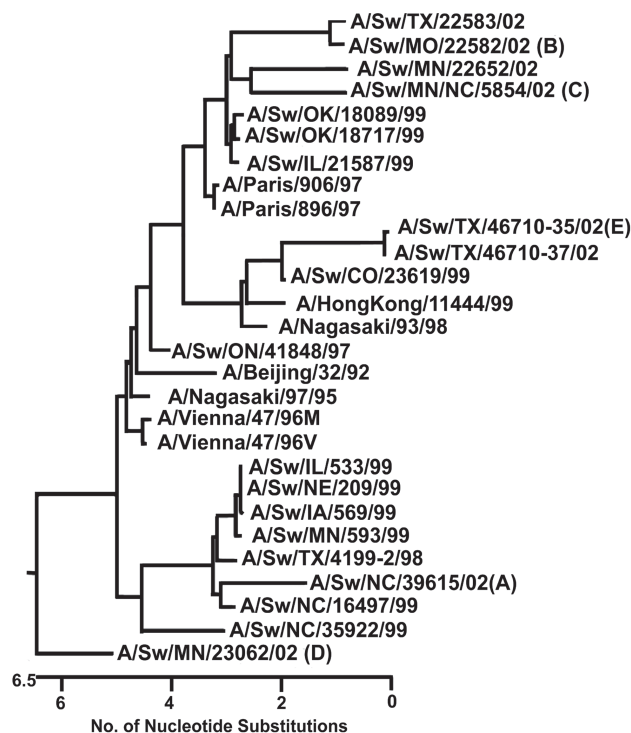 A/Sw/TX/22583/02
A/Sw/MO/22582/02 (B)
A/Sw/MN/22652/02
A/Sw/MN/NC/5854/02 (C)
A/Sw/OK/18089/99
A/Sw/OK/18717/99
A/Sw/IL/21587/99
A/Paris/906/97
A/Paris/896/97
A/Sw/TX/46710-35/02(E)
A/Sw/TX/46710-37/02
A/Sw/CO/23619/99
A/HongKong/11444/99
A/Nagasaki/93/98
A/Sw/ON/41848/97
A/Beijing/32/92
A/Nagasaki/97/95
A/Vienna/47/96M
A/Vienna/47/96V
A/Sw/IL/533/99
A/Sw/NE/209/99
A/Sw/IA/569/99
A/Sw/MN/593/99
A/Sw/TX/4199-2/98
A/Sw/NC/39615/02(A)
A/Sw/NC/16497/99
A/Sw/NC/35922/99
A/Sw/MN/23062/02 (D)
6.5
6 4 2 0
No. of Nucleotide Substitutions